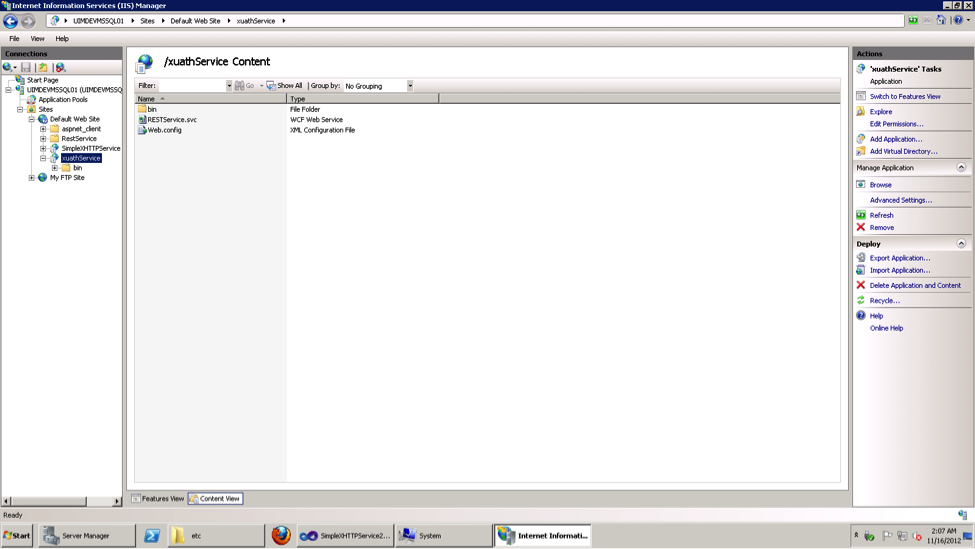 Internet Information Services (IIS) Manager
UIMDEVMSSQL01 Sites Default Web Site xuathService
File View Help
Connections
Start Page
UIMDEVMSSQL01 (UIMDEVMSSQ
Application Pools
Sites
Default Web Site
aspnet_client
RestService
SimpleXHTTPService
xuathService
bin
My FTP Site
/xuathService Content
Filter: Go Show All Group by: No Grouping
Name Type
bin File Folder
RESTService.svc WCF Web Service
Web.config XML Configuration File
Features View Content View
Actions
'xuathService' Tasks
Application
Switch to Features View
Explore
Edit Permissions...
Add Application...
Add Virtual Directory...
Manage Application
Browse
Advanced Settings...
Refresh
Remove
Deploy
Export Application...
Import Application...
Delete Application and Content
Recycle...
Help
Online Help
Ready
Start Server Manager etc SimpleXHTTPService2... System Internet Informati...
2:07 AM
11/16/2012